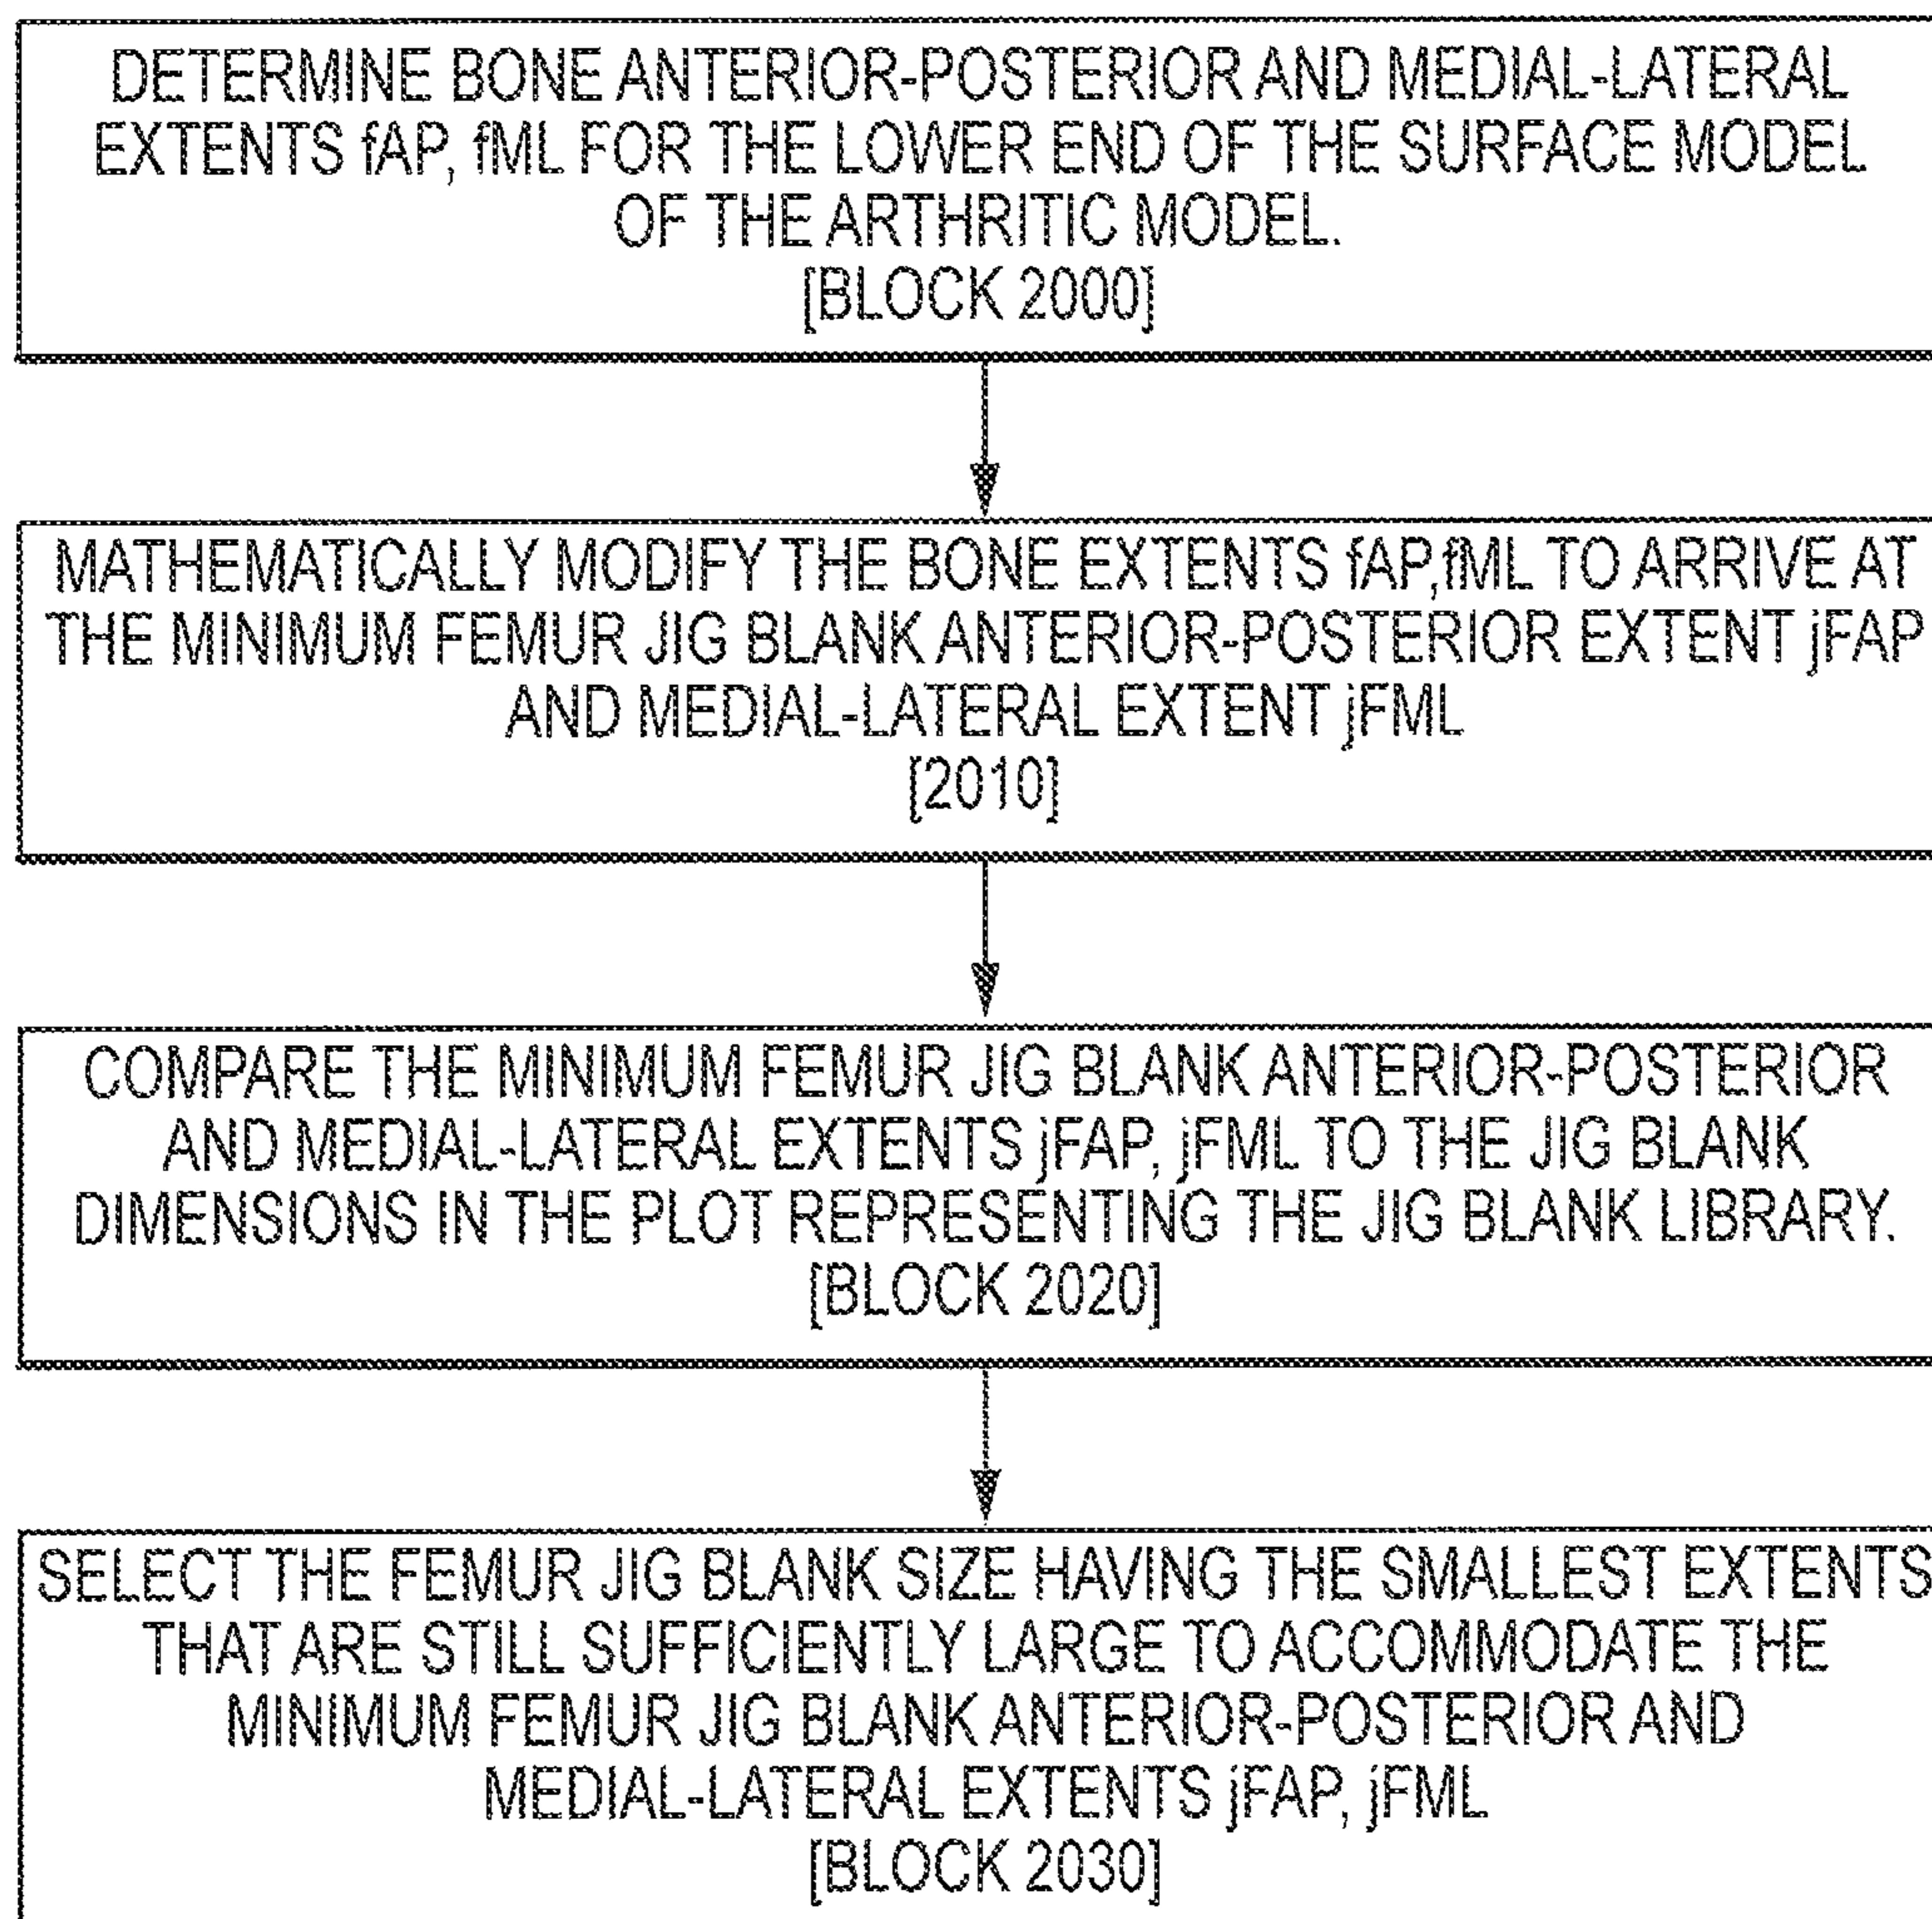 DETERMINE BONE ANTERIOR-POSTERIOR AND MEDIAL-LATERAL
EXTENTS fAP, fML FOR THE LOWER END OF THE SURFACE MODEL
OF THE ARTHRITIC MODEL.
[BLOCK 2000]
MATHEMATICALLY MODIFY THE BONE EXTENTS fAP,fML TO ARRIVE AT
THE MINIMUM FEMUR JIG BLANK ANTERIOR-POSTERIOR EXTENT jFAP
AND MEDIAL-LATERAL EXTENT jFML
[2010]
COMPARE THE MINIMUM FEMUR JIG BLANK ANTERIOR-POSTERIOR
AND MEDIAL-LATERAL EXTENTS jFAP, jFML TO THE JIG BLANK
DIMENSIONS IN THE PLOT REPRESENTING THE JIG BLANK LIBRARY.
[BLOCK 2020]
SELECT THE FEMUR JIG BLANK SIZE HAVING THE SMALLEST EXTENTS
THAT ARE STILL SUFFICIENTLY LARGE TO ACCOMMODATE THE
MINIMUM FEMUR JIG BLANK ANTERIOR-POSTERIOR AND
MEDIAL-LATERAL EXTENTS jFAP, jFML
[BLOCK 2030]